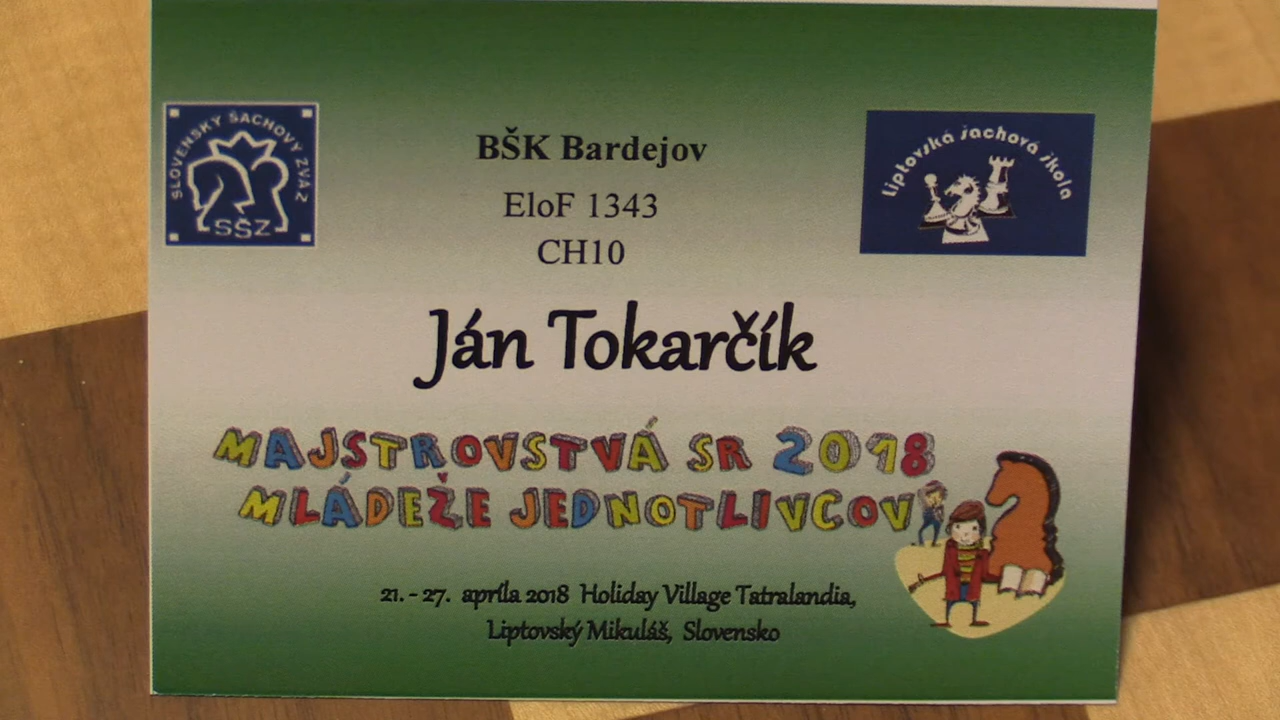 SLOVENSKÝ ŠACHOVÝ ZVÄZ
SŠZ
BŠK Bardejov
EloF 1343
CH10
Liptovská šachová škola
Ján Tokarčík
MAJSTROVSTVÁ SR 2018
MLÁDEŽE JEDNOTLIVCOV
21. - 27. apríla 2018 Holiday Village Tatralandia,
Liptovský Mikuláš, Slovensko